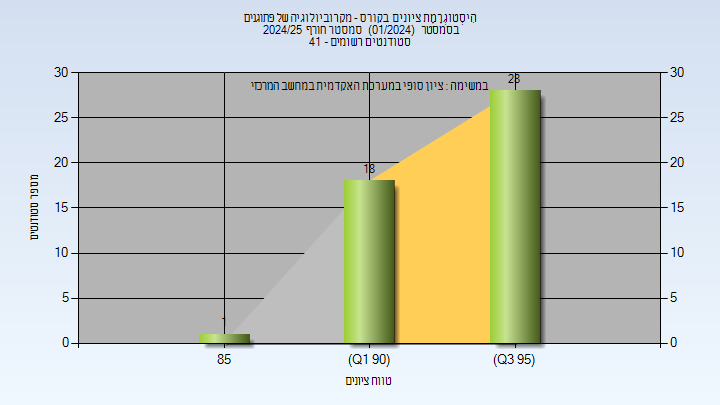 היסטוגרמת ציונים בקורס - מקרוביולוגיה של פתוגנים
בסמסטר (01/2024) סמסטר חורף 2024/25
סטודנטים רשומים - 41
במשימה : ציון סופי במערכת האקדמית במחשב המרכזי
30 30
25 25
20 20
15 15
10 10
5 5
0 0
1
18
28
מספר סטודנטים
85 (Q1 90) (Q3 95)
טווח ציונים